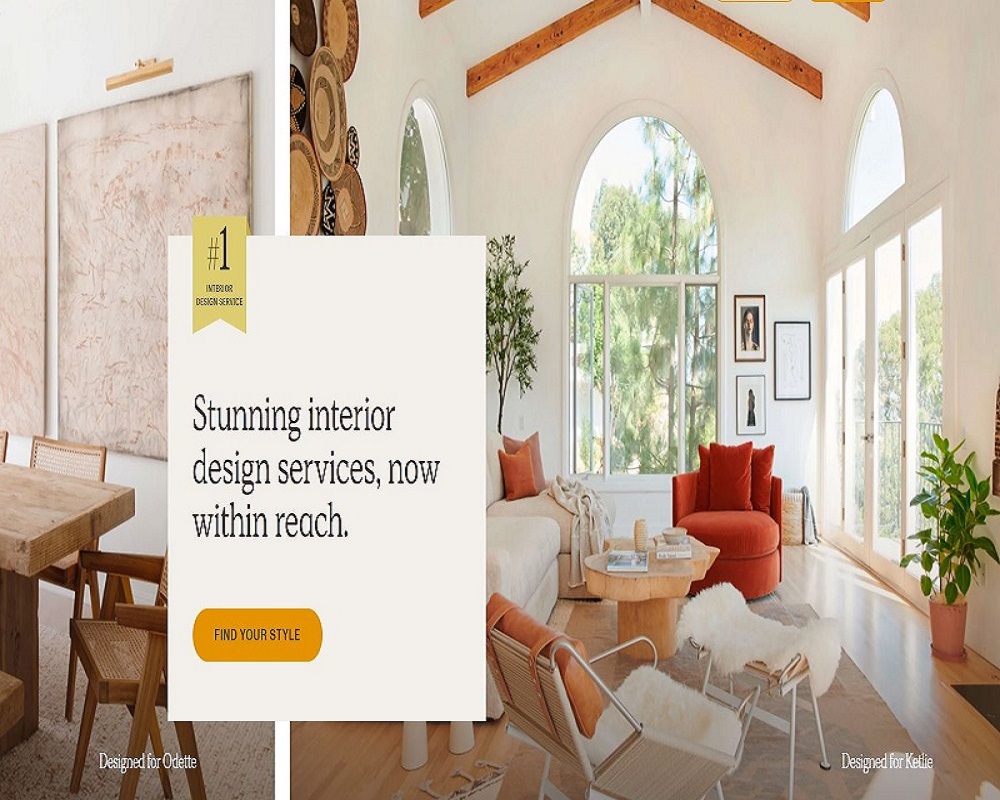 #1
INTERIOR
DESIGN SERVICE
Stunning interior
design services, now
within reach.
FIND YOUR STYLE
Designed for Odette
Designed for Ketlie